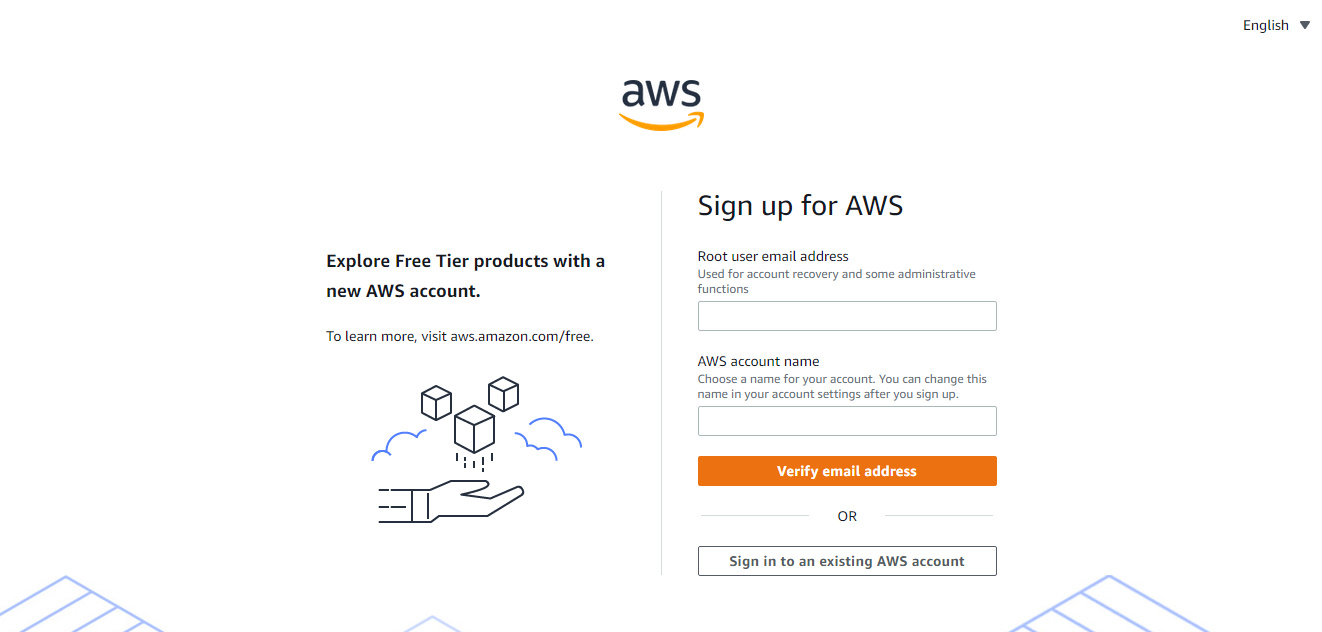 English
aws
Explore Free Tier products with a
new AWS account.
To learn more, visit aws.amazon.com/free.
Sign up for AWS
Root user email address
Used for account recovery and some administrative
functions
AWS account name
Choose a name for your account. You can change this
name in your account settings after you sign up.
Verify email address
OR
Sign in to an existing AWS account